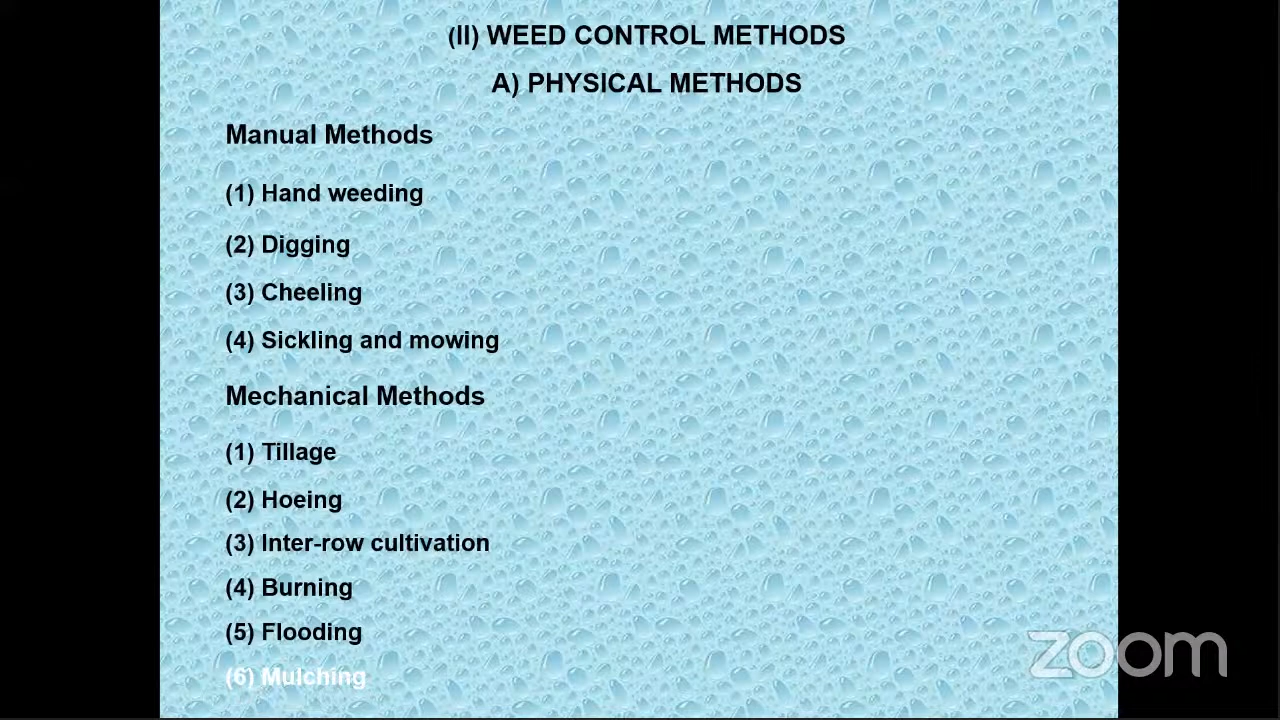 (II) WEED CONTROL METHODS
A) PHYSICAL METHODS
Manual Methods
(1) Hand weeding
(2) Digging
(3) Cheeling
(4) Sickling and mowing
Mechanical Methods
(1) Tillage
(2) Hoeing
(3) Inter-row cultivation
(4) Burning
(5) Flooding
(6) Mulching
zoom